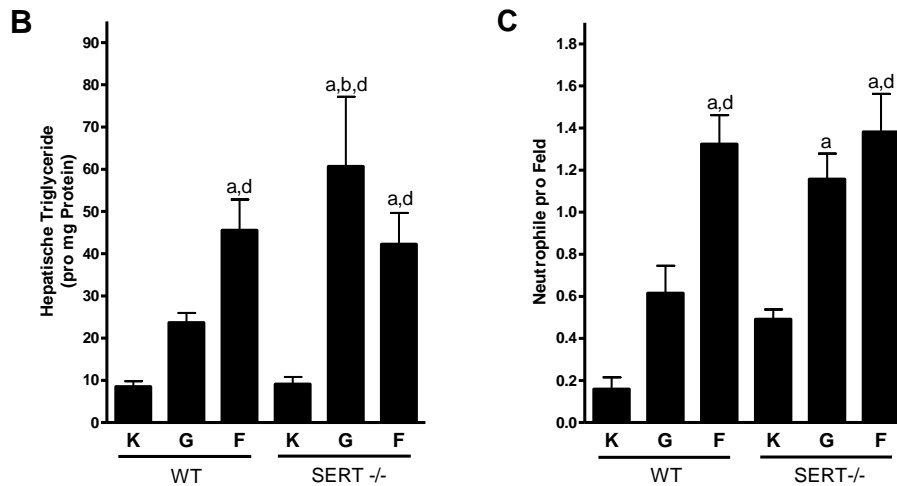 B
Hepatische Triglyceride
(pro mg Protein)
90
80
70
60
50
40
30
20
10
0
a,d
a,b,d
a,d
K G F K G F
WT SERT -/-
C
Neutrophile pro Feld
1.8
1.6
1.4
1.2
1.0
0.8
0.6
0.4
0.2
0.0
a,d
a
a,d
K G F K G F
WT SERT-/-